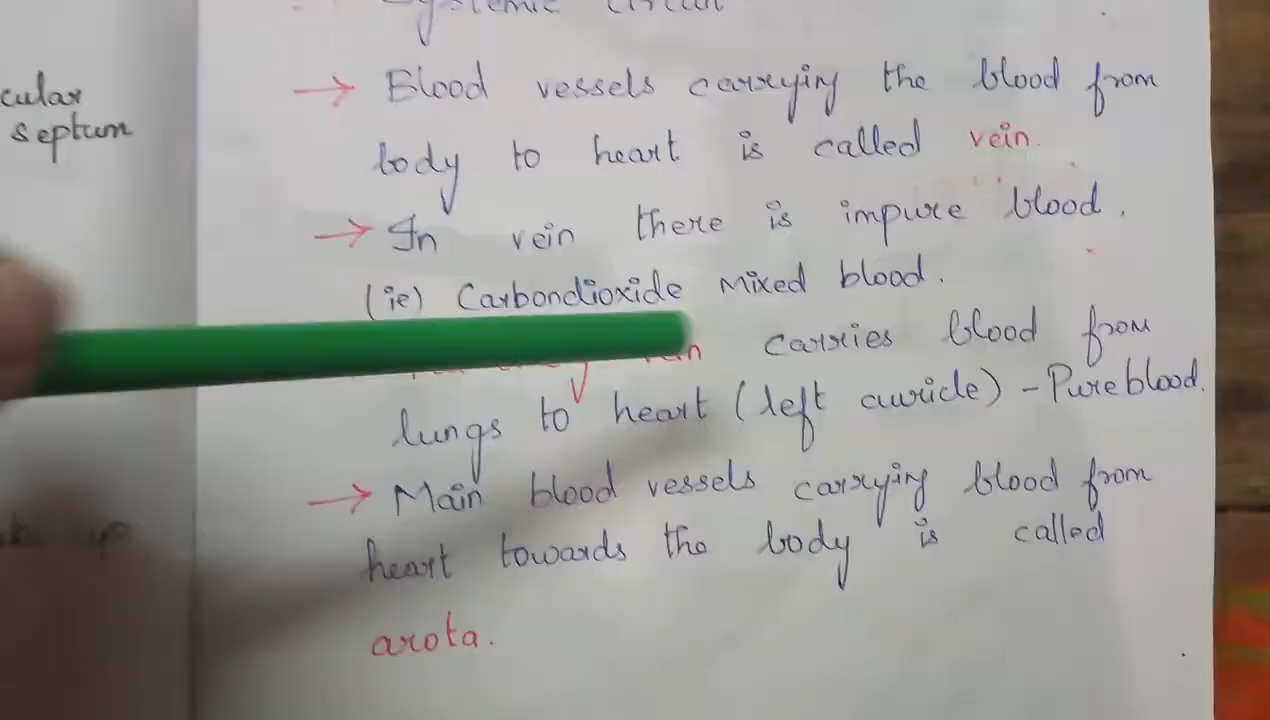 cular
septum
Systemic circuit
→ Blood vessels carrying the blood from
body to heart is called vein.
→ In vein there is impure blood.
(ie) Carbondioxide mixed blood.
carries blood from
lungs to heart (left auricle) - Pure blood.
→ Main blood vessels carrying blood from
heart towards the body is called
arota.